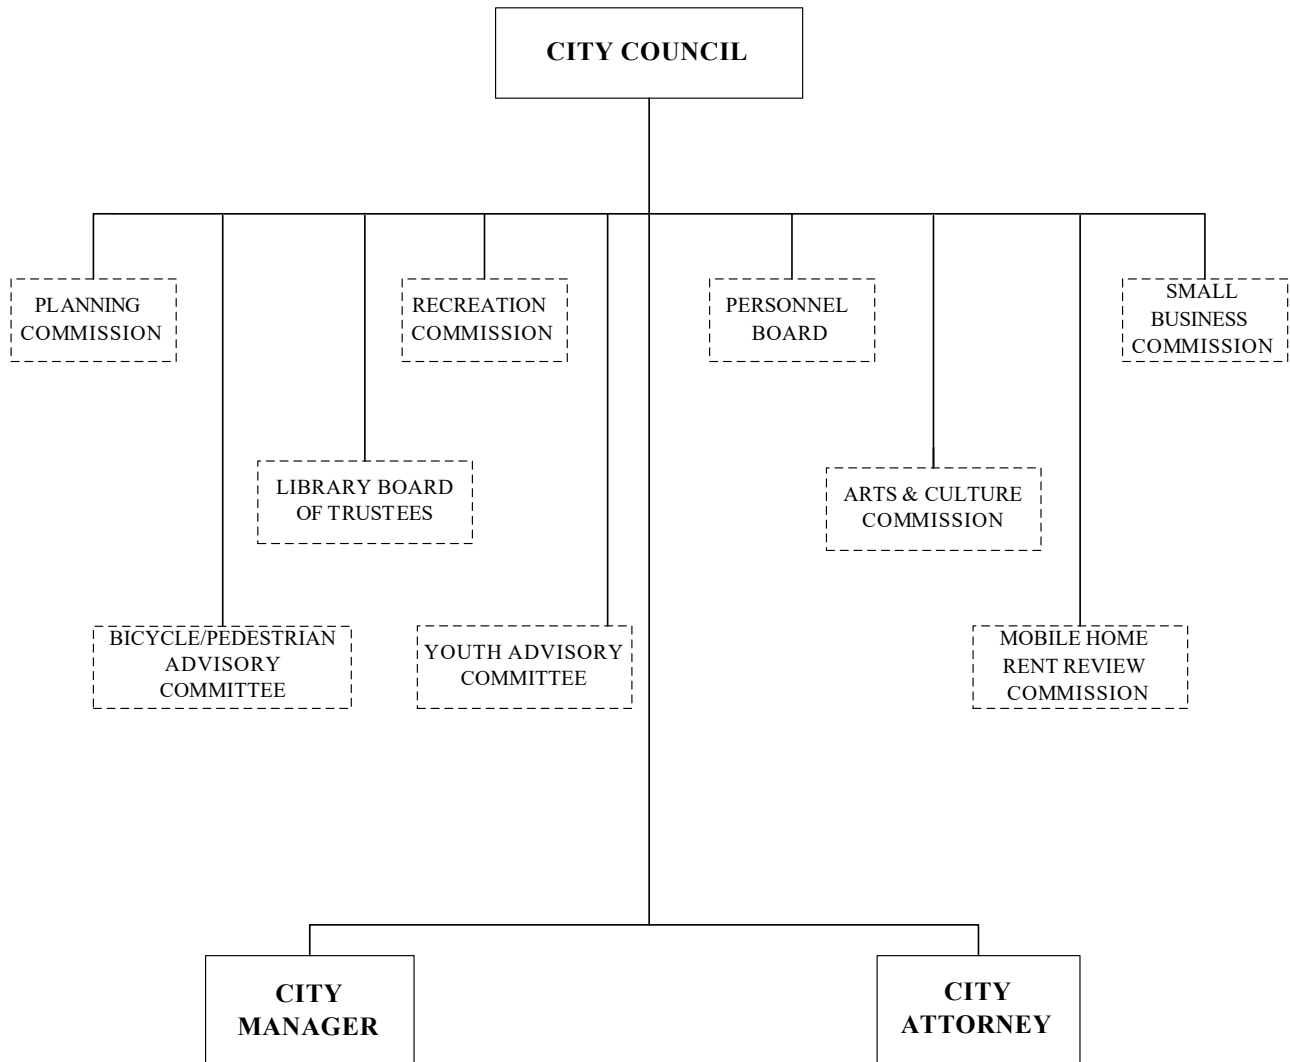 CITY COUNCIL
PLANNING
COMMISSION
RECREATION
COMMISSION
PERSONNEL
BOARD
SMALL
BUSINESS
COMMISSION
LIBRARY BOARD
OF TRUSTEES
ARTS & CULTURE
COMMISSION
BICYCLE/PEDESTRIAN
ADVISORY
COMMITTEE
YOUTH ADVISORY
COMMITTEE
MOBILE HOME
RENT REVIEW
COMMISSION
CITY
MANAGER
CITY
ATTORNEY